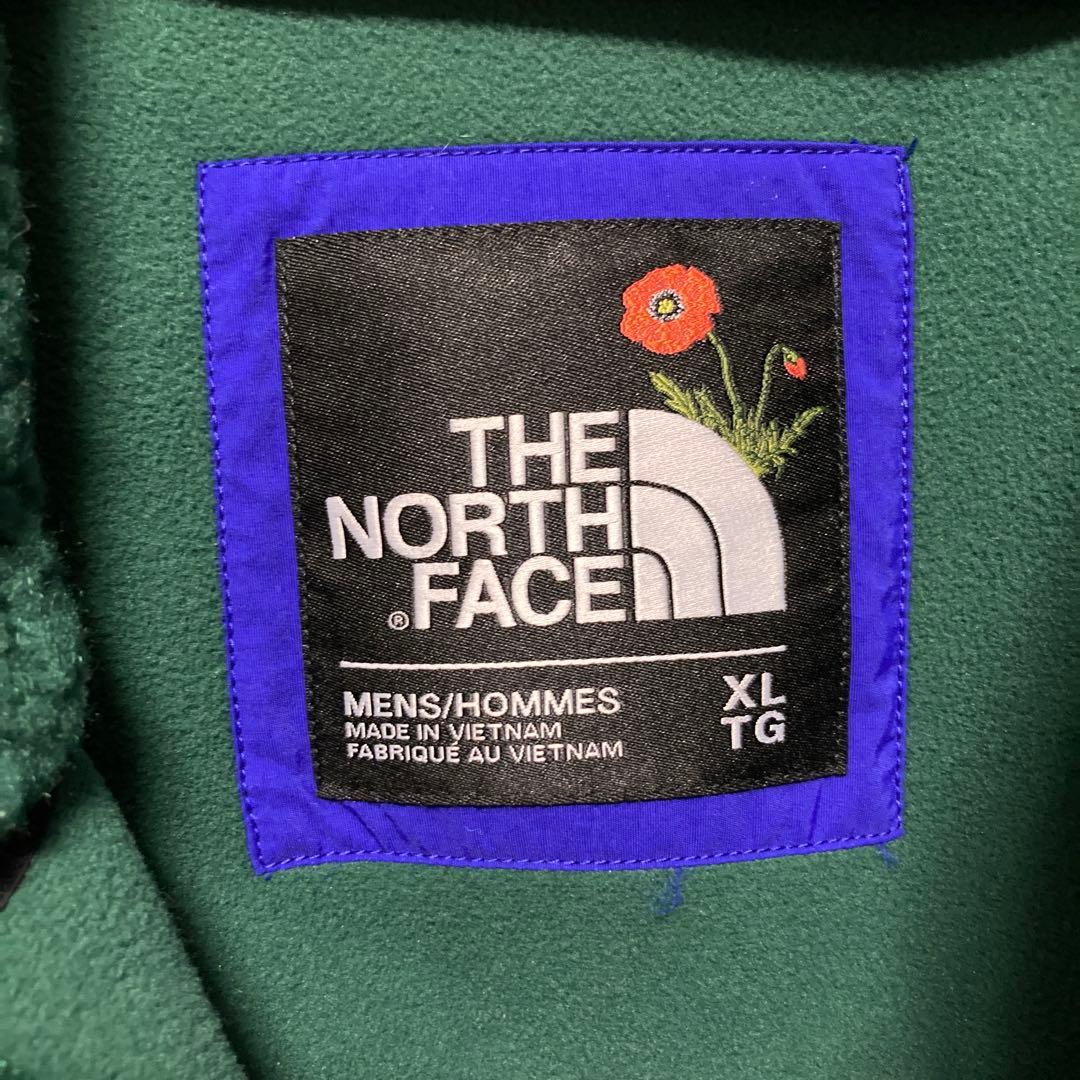 THE
NORTH
® FACE
MENS/HOMMES
MADE IN VIETNAM
FABRIQUÉ AU VIETNAM
XL
TG